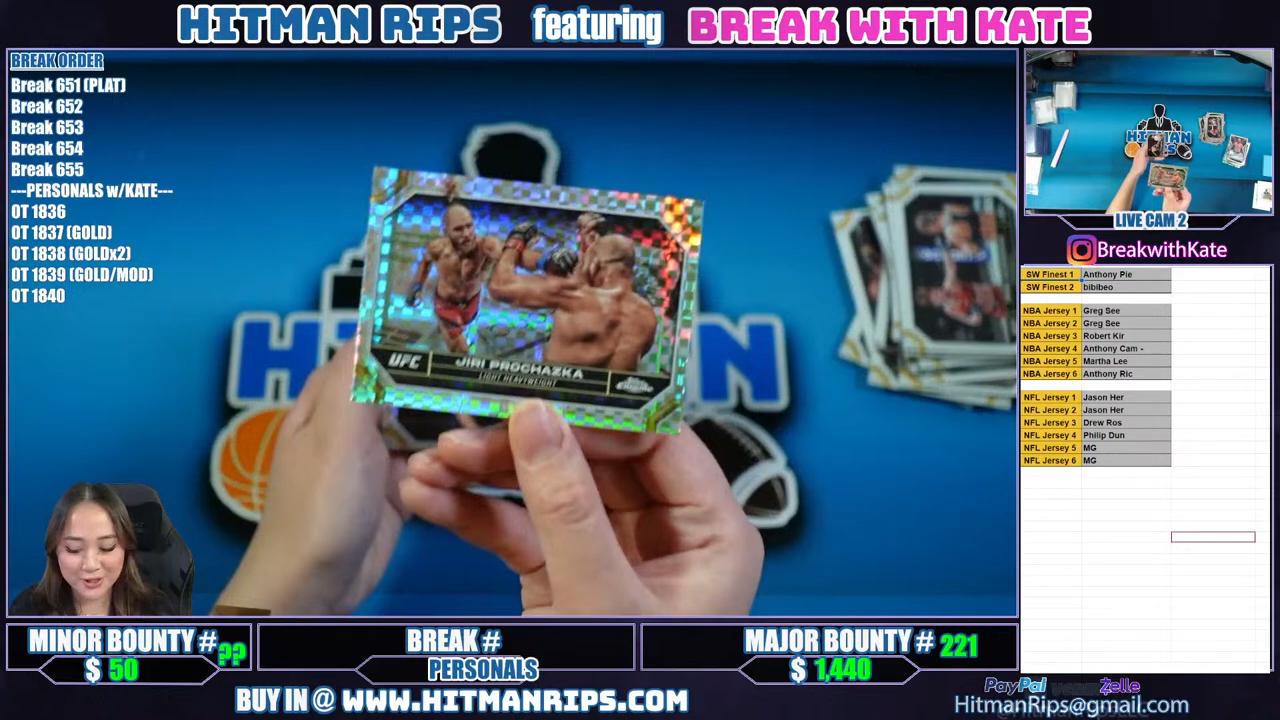 HITMAN RIPS featuring BREAK WITH KATE
BREAK ORDER
Break 651 (PLAT)
Break 652
Break 653
Break 654
Break 655
---PERSONALS w/KATE---
OT 1836
OT 1837 (GOLD)
OT 1838 (GOLDx2)
OT 1839 (GOLD/MOD)
OT 1840
UFC
JIRI PROCHAZKA
LIGHT HEAVYWEIGHT
HITMAN
LIVE CAM 2
BreakwithKate
SW Finest 1 Anthony Pie
SW Finest 2 bibibeo
NBA Jersey 1 Greg See
NBA Jersey 2 Greg See
NBA Jersey 3 Robert Kir
NBA Jersey 4 Anthony Cam -
NBA Jersey 5 Martha Lee
NBA Jersey 6 Anthony Ric
NFL Jersey 1 Jason Her
NFL Jersey 2 Jason Her
NFL Jersey 3 Drew Ros
NFL Jersey 4 Philip Dun
NFL Jersey 5 MG
NFL Jersey 6 MG
MINOR BOUNTY # ??
$ 50
BREAK #
PERSONALS
MAJOR BOUNTY # 221
$ 1,440
BUY IN @ WWW.HITMANRIPS.COM
PayPal Zelle
HitmanRips@gmail.com